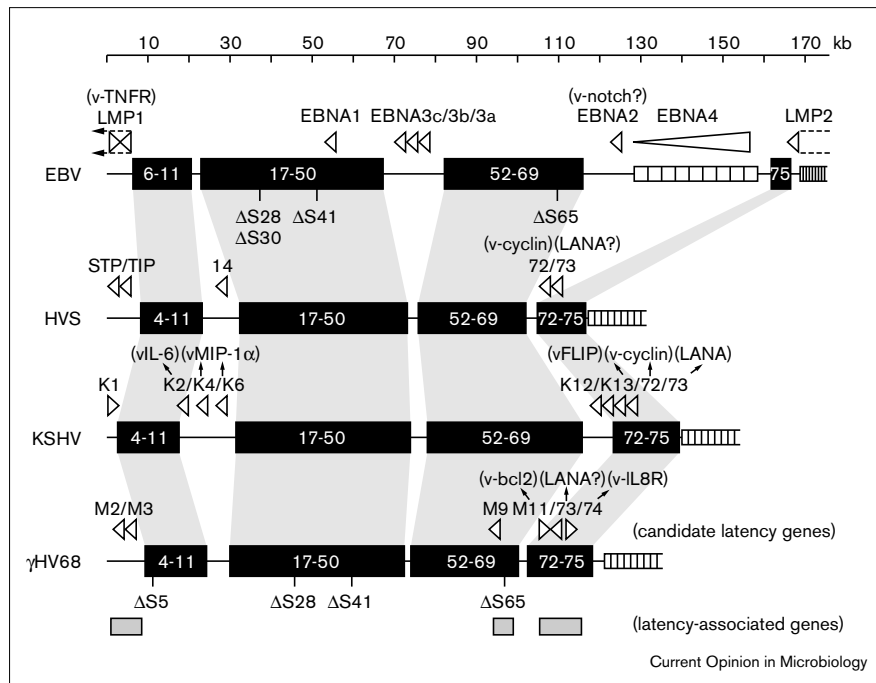 10 30 50 70 90 110 130 150 170 kb
(v-TNFR) (v-notch?)
LMP1 EBNA1 EBNA3c/3b/3a EBNA2 EBNA4 LMP2
EBV 6-11 17-50 52-69 75
ΔS28 ΔS41 ΔS65
ΔS30
(v-cyclin)(LANA?)
STP/TIP 14 72/73
HVS 4-11 17-50 52-69 72-75
(vIL-6)(vMIP-1α) (vFLIP)(v-cyclin)(LANA)
K1 K2/K4/K6 K12/K13/72/73
KSHV 4-11 17-50 52-69 72-75
(v-bcl2)(LANA?)(v-IL8R)
M2/M3 M9 M11/73/74
(candidate latency genes)
γHV68 4-11 17-50 52-69 72-75
ΔS5 ΔS28 ΔS41 ΔS65
(latency-associated genes)
Current Opinion in Microbiology